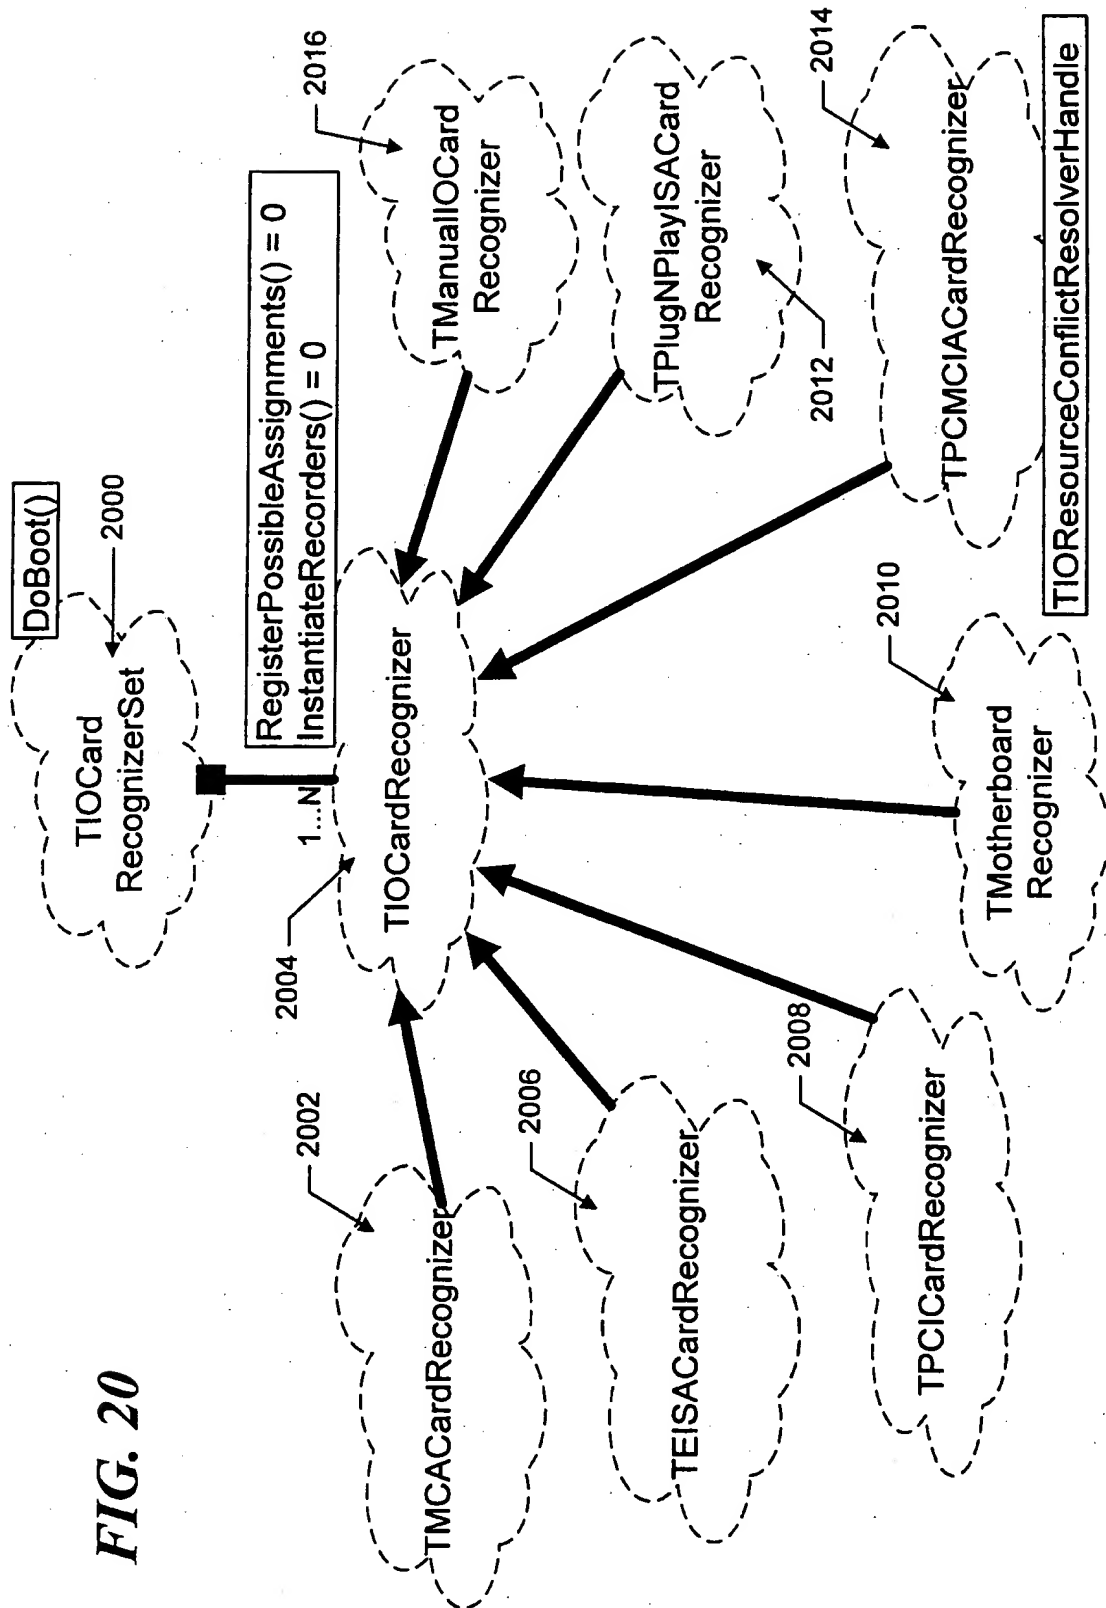 FIG. 20
DoBoot()
2000
TIOCard
RecognizerSet
RegisterPossibleAssignments() = 0
InstantiateRecorders() = 0
1...N
2004
TIOCardRecognizer
2002
TMCACardRecognizer
2016
TManualIOCard
Recognizer
2006
TEISACardRecognizer
TPlugNPlayISACard
Recognizer
2012
2008
TPCICardRecognizer
2010
TMotherboard
Recognizer
2014
TPCMCIACardRecognizer
TIOResourceConflictResolverHandle